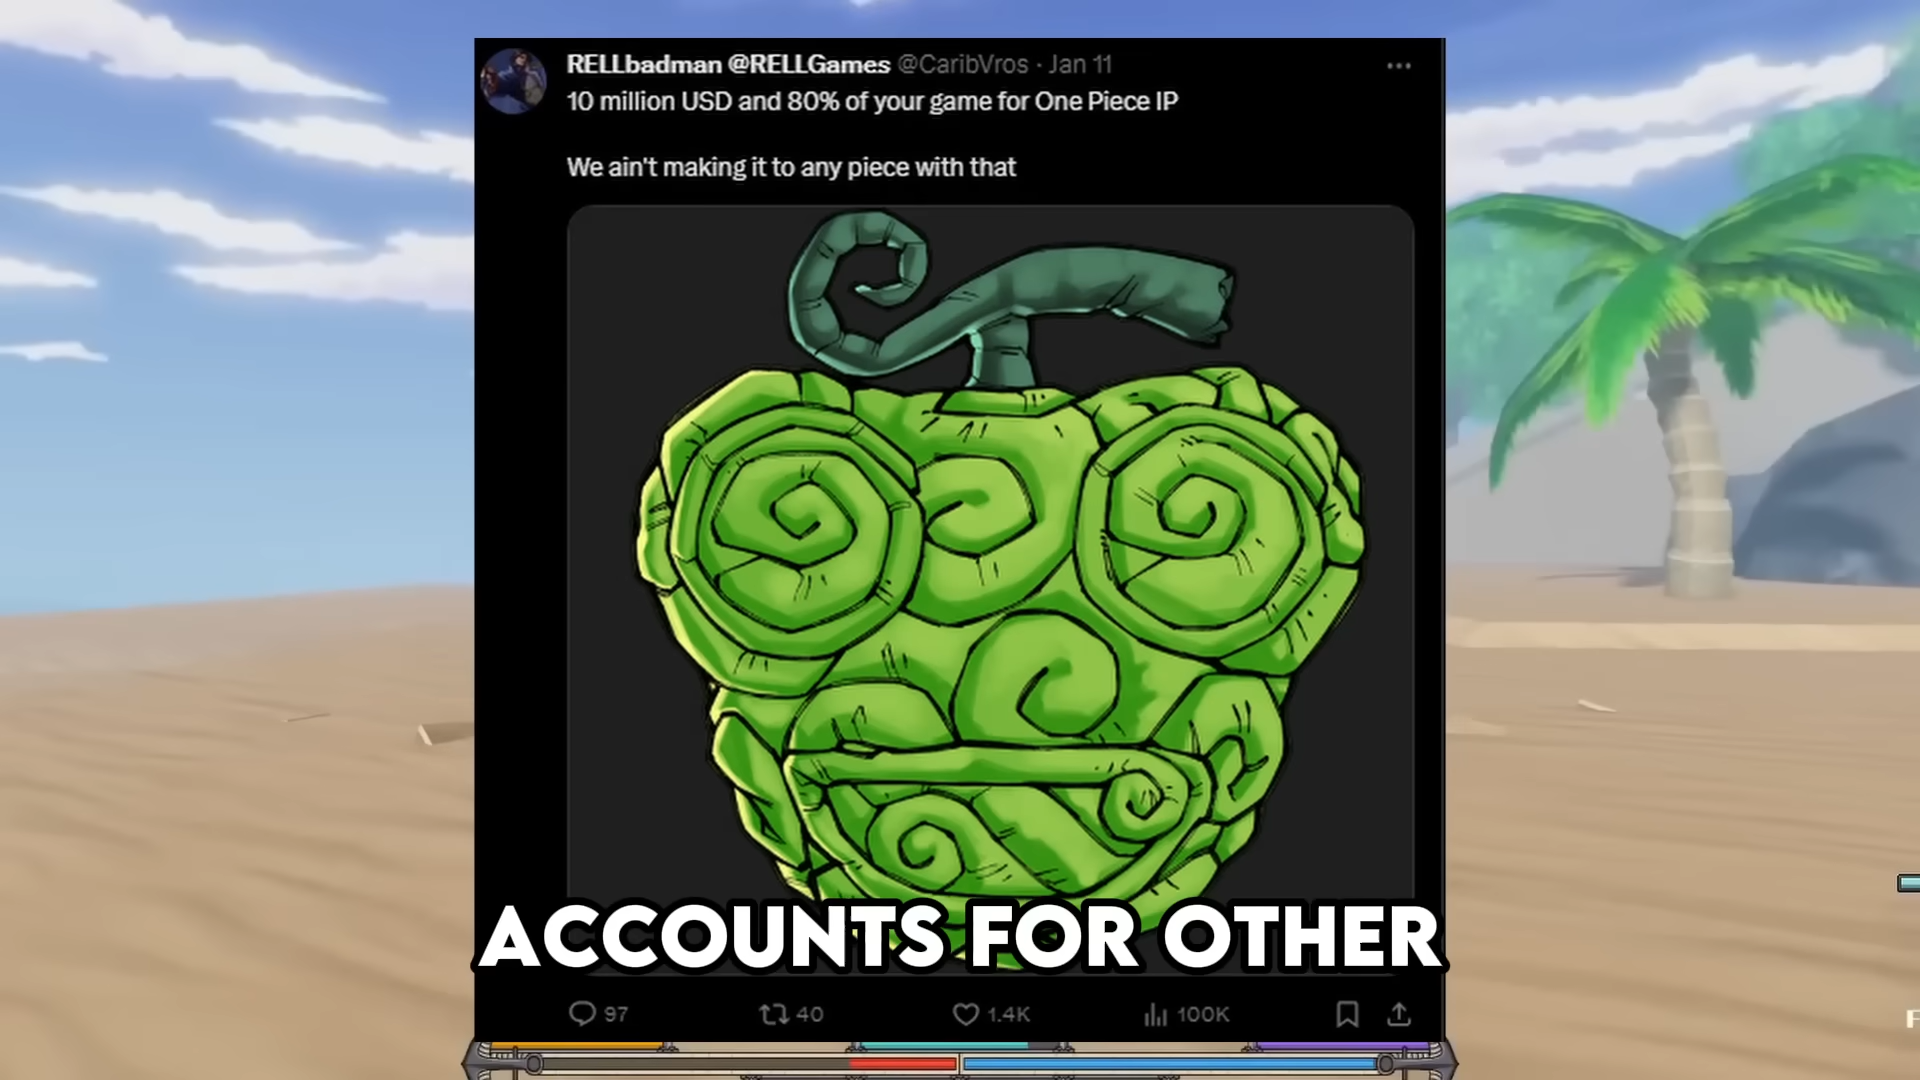 RELLbadman @RELLGames @CaribVros · Jan 11
10 million USD and 80% of your game for One Piece IP
We ain't making it to any piece with that
ACCOUNTS FOR OTHER
97 40 1.4K 100K
F